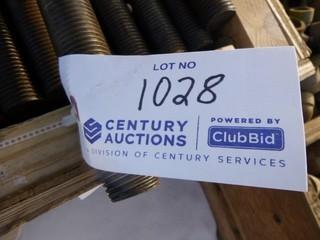 LOT NO
1028
CENTURY AUCTIONS
POWERED BY
ClubBid
A DIVISION OF CENTURY SERVICES